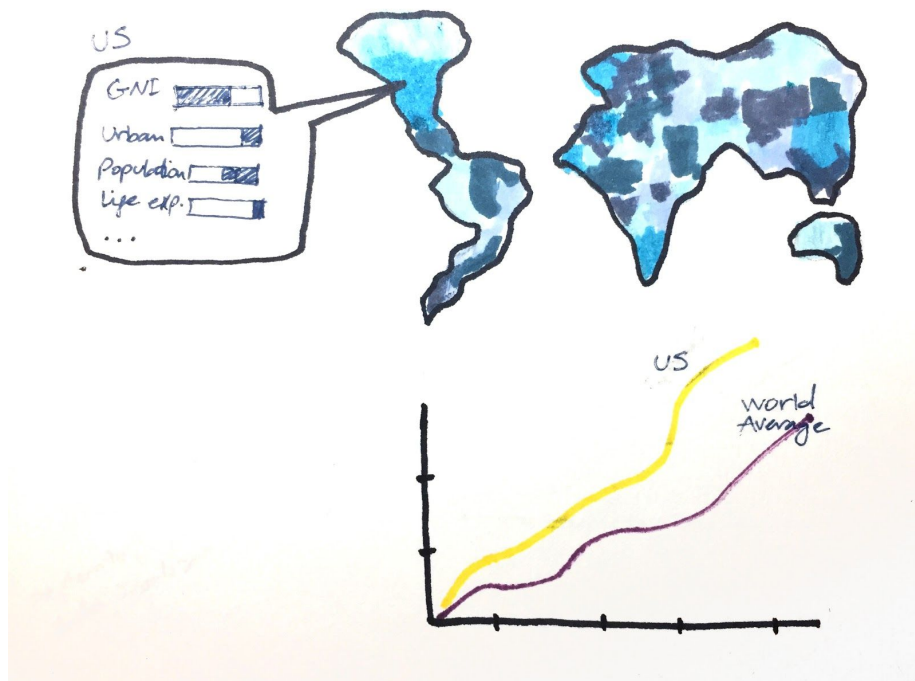 US
GNI
Urban
Population
Life exp.
...
US
World
Average